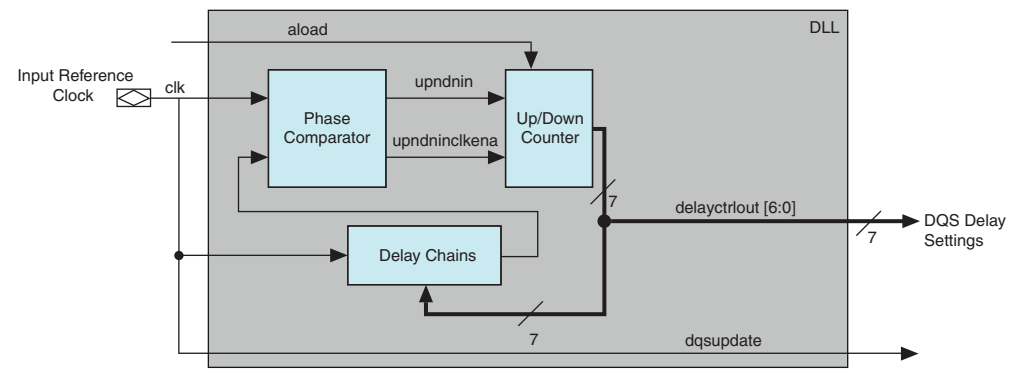 DLL
aload
Input Reference
Clock
clk
upndnin
Phase
Comparator
Up/Down
Counter
upndninclkena
7
delayctrlout [6:0]
7
DQS Delay
Settings
Delay Chains
7
dqsupdate